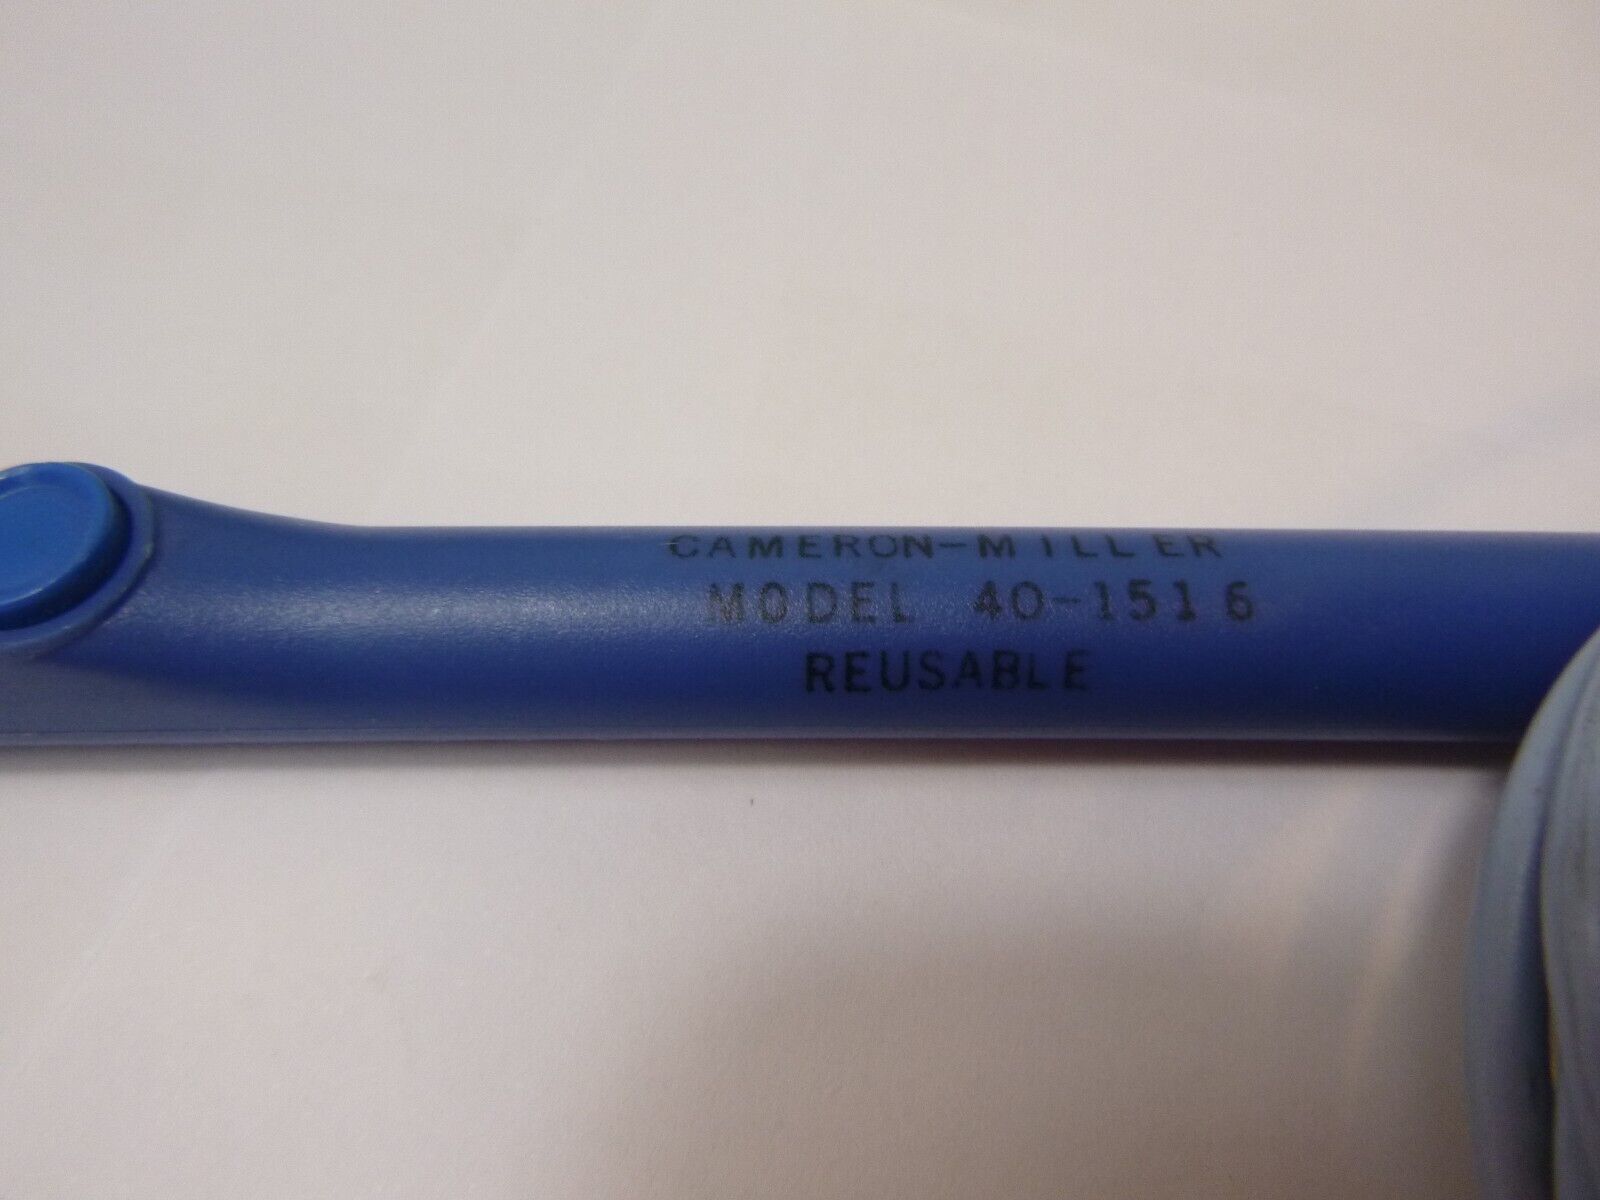 CAMERON-MILLER
MODEL 40-1516
REUSABLE